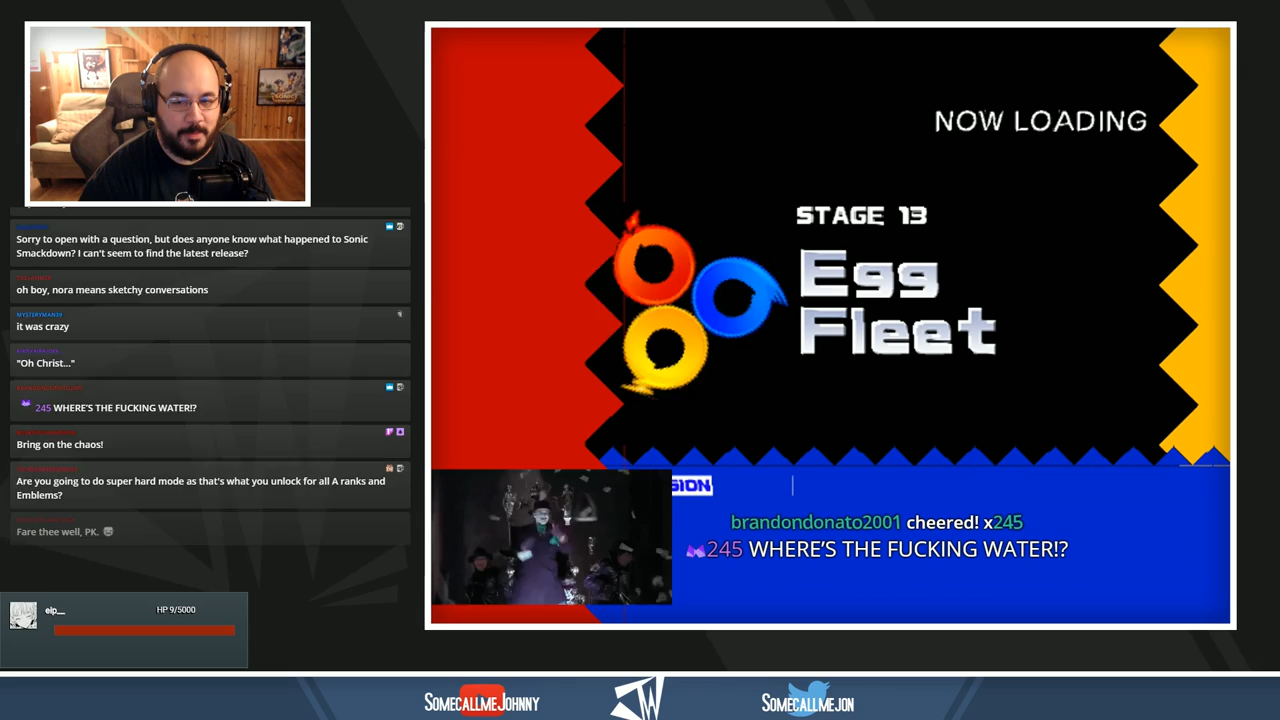 Sorry to open with a question, but does anyone know what happened to Sonic
Smackdown? I can't seem to find the latest release?
oh boy, nora means sketchy conversations
MYSTERYMAN39
it was crazy
"Oh Christ..."
245 WHERE'S THE FUCKING WATER!?
Bring on the chaos!
Are you going to do super hard mode as that's what you unlock for all A ranks and
Emblems?
Fare thee well, PK.
eip__
HP 9/5000
NOW LOADING
STAGE 13
Egg
Fleet
SION
brandondonato2001 cheered! x245
245 WHERE'S THE FUCKING WATER!?
SOMECALLMEJOHNNY
SOMECALLMEJON